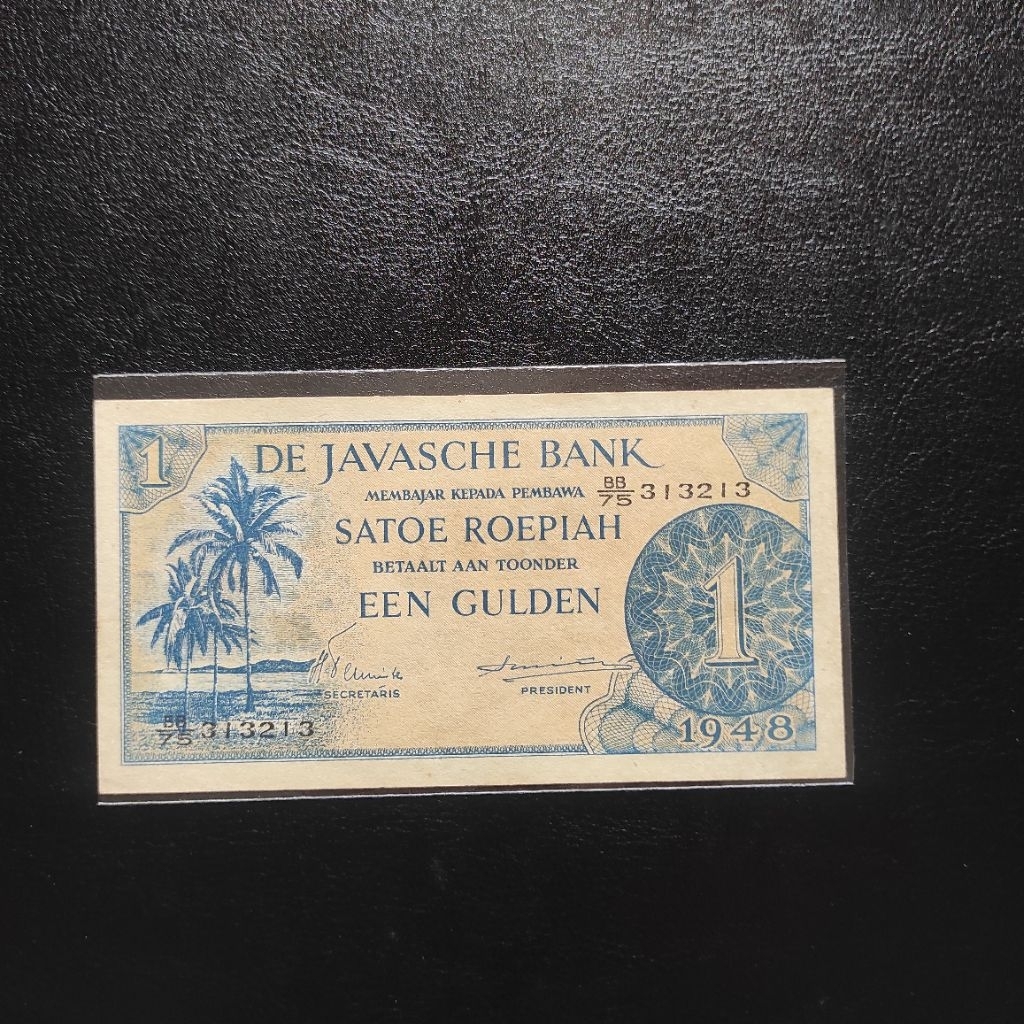 1
DE JAVASCHE BANK
MEMBAJAR KEPADA PEMBAWA
BB/75 313213
SATOE ROEPIAH
BETAALT AAN TOONDER
EEN GULDEN
1
SECRETARIS
PRESIDENT
BB/75 313213
1948